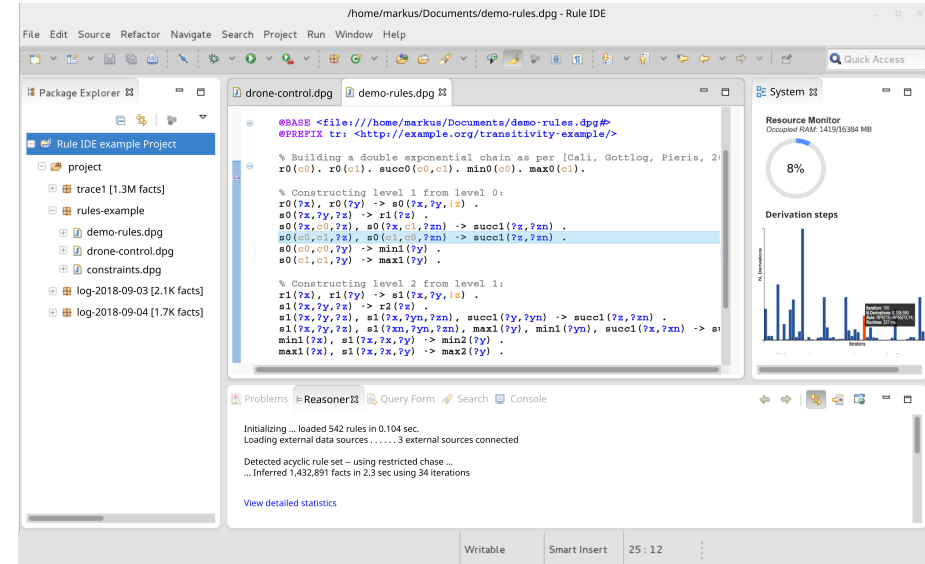 /home/markus/Documents/demo-rules.dpg - Rule IDE
File Edit Source Refactor Navigate Search Project Run Window Help
Quick Access
Package Explorer
Rule IDE example Project
project
trace1 [1.3M facts]
rules-example
demo-rules.dpg
drone-control.dpg
constraints.dpg
log-2018-09-03 [2.1K facts]
log-2018-09-04 [1.7K facts]
drone-control.dpg demo-rules.dpg
@BASE <file:///home/markus/Documents/demo-rules.dpg#>
@PREFIX tr: <http://example.org/transitivity-example/>
% Building a double exponential chain as per [Cali, Gottlog, Pieris, 2
r0(c0). r0(c1). succ0(c0,c1). min0(c0). max0(c1).
% Constructing level 1 from level 0:
r0(?x), r0(?y) -> s0(?x,?y,!z) .
s0(?x,?y,?z) -> r1(?z) .
s0(?x,c0,?z), s0(?x,c1,?zn) -> succ1(?z,?zn) .
s0(c0,c1,?z), s0(c1,c0,?zn) -> succ1(?z,?zn) .
s0(c0,c0,?y) -> min1(?y) .
s0(c1,c1,?y) -> max1(?y) .
% Constructing level 2 from level 1:
r1(?x), r1(?y) -> s1(?x,?y,!z) .
s1(?x,?y,?z) -> r2(?z) .
s1(?x,?y,?z), s1(?x,?yn,?zn), succ1(?y,?yn) -> succ2(?z,?zn) .
s1(?x,?y,?z), s1(?xn,?yn,?zn), max1(?y), min1(?yn), succ1(?x,?xn) -> su
min1(?x), s1(?x,?x,?y) -> min2(?y) .
max1(?x), s1(?x,?x,?y) -> max2(?y) .
System
Resource Monitor
Occupied RAM: 1419/16384 MB
8%
Derivation steps
N. Derivations
Iteration: 100
Iterations
Problems Reasoner Query Form Search Console
Initializing ... loaded 542 rules in 0.104 sec.
Loading external data sources . . . . . . 3 external sources connected
Detected acyclic rule set -- using restricted chase ...
... Inferred 1,432,891 facts in 2.3 sec using 34 iterations
View detailed statistics
Writable Smart Insert 25 : 12